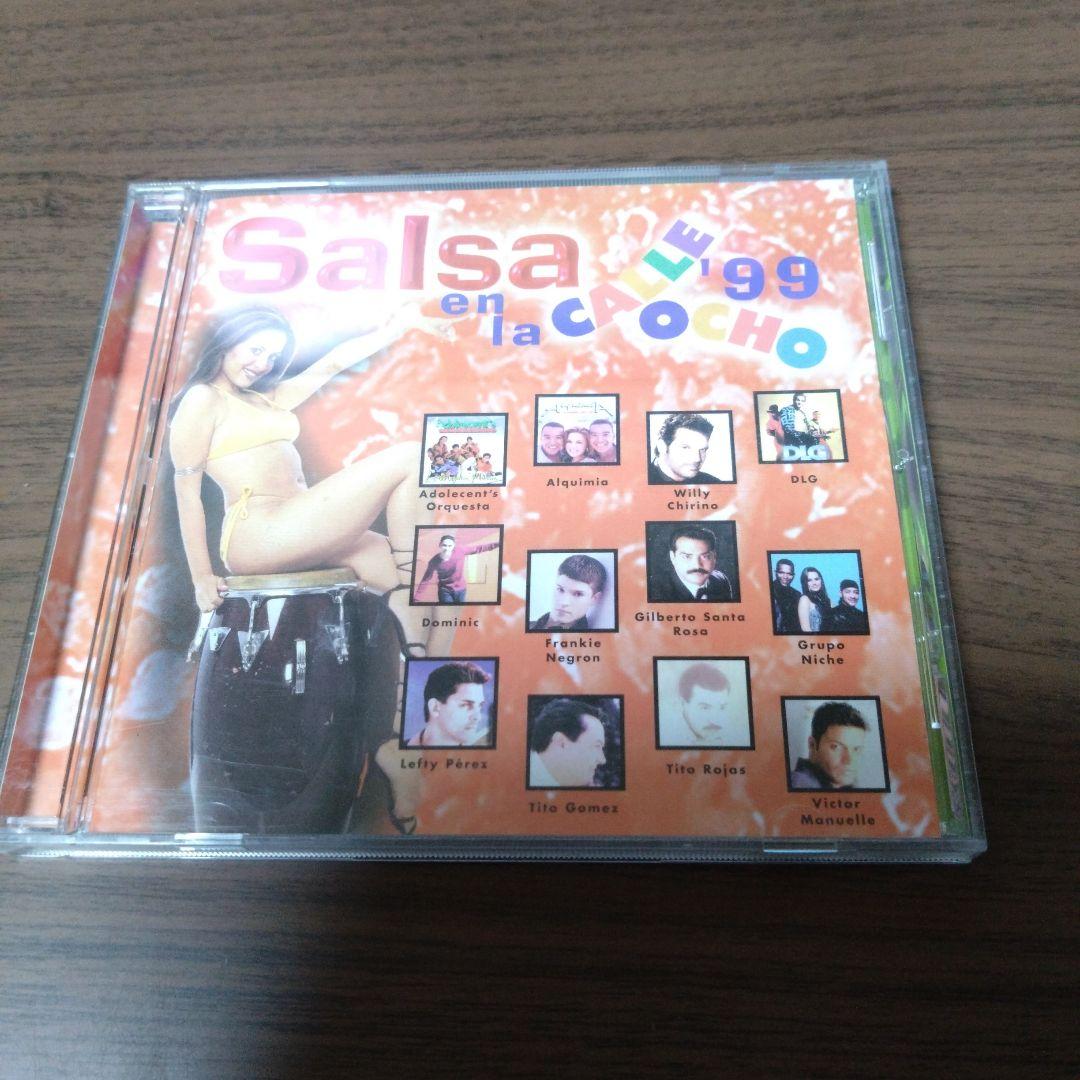 Salsa
en la CALLE OCHO '99
Adolecent's
Orquesta
Alquimia
Willy
Chirino
DLG
DLG
Dominic
Frankie
Negron
Gilberto Santa
Rosa
Grupo
Niche
Lefty Pérez
Tito Gomez
Tito Rojas
Victor
Manuelle